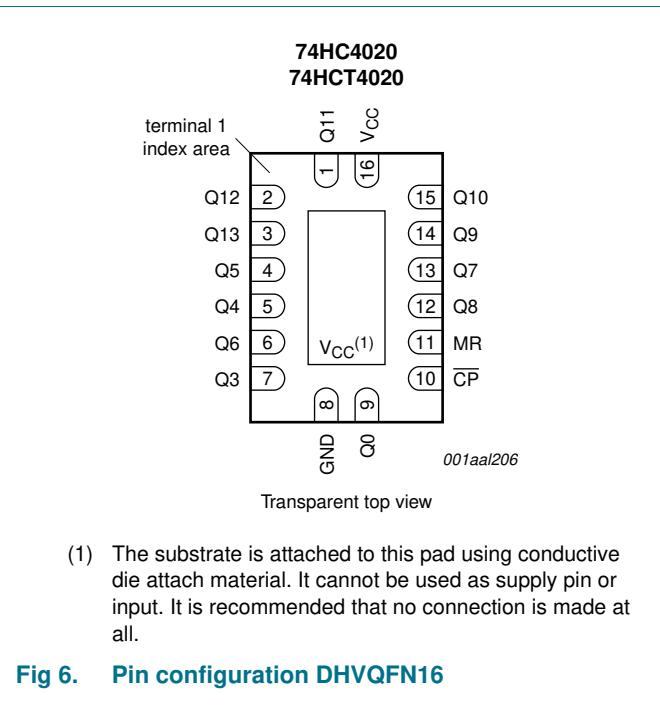 74HC4020
74HCT4020
terminal 1
index area
Q11
VCC
1
16
Q12 2
15 Q10
Q13 3
14 Q9
Q5 4
13 Q7
Q4 5
12 Q8
Q6 6
VCC(1)
11 MR
Q3 7
10 C̅P̅
8
9
GND
Q0
001aal206
Transparent top view
(1) The substrate is attached to this pad using conductive
die attach material. It cannot be used as supply pin or
input. It is recommended that no connection is made at
all.
Fig 6. Pin configuration DHVQFN16